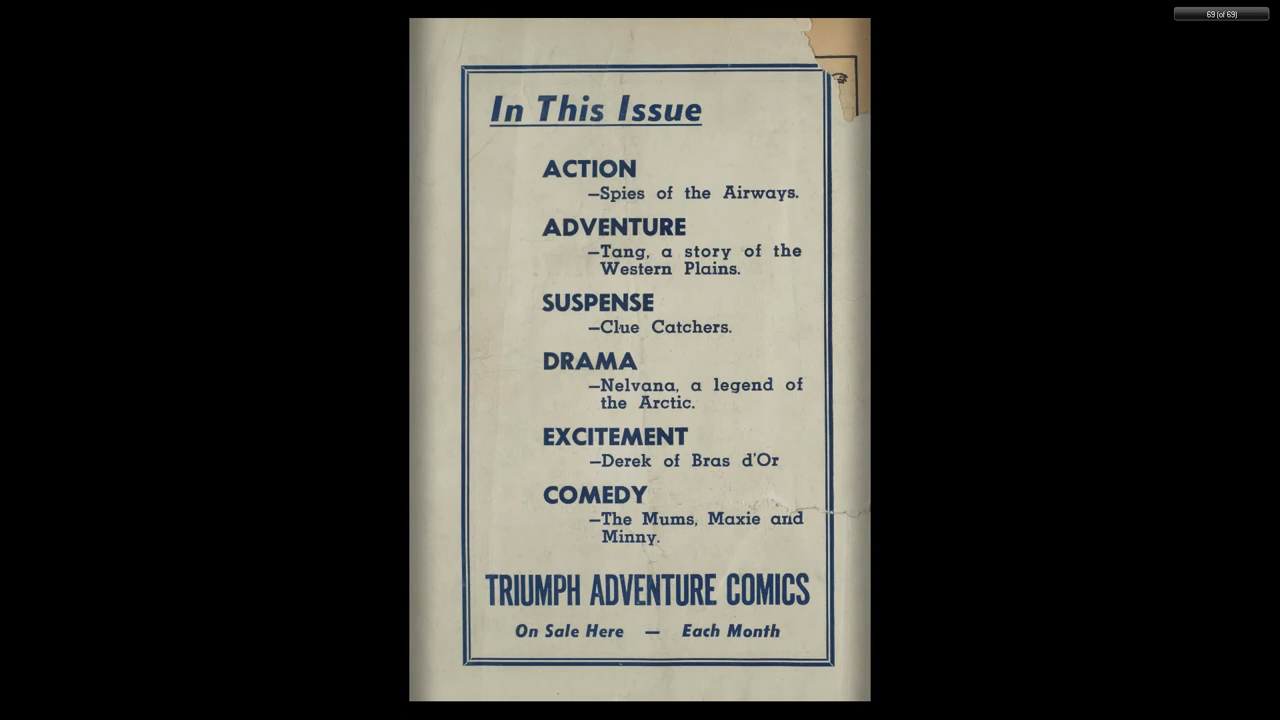 69 (of 69)
In This Issue
ACTION
—Spies of the Airways.
ADVENTURE
—Tang, a story of the
Western Plains.
SUSPENSE
—Clue Catchers.
DRAMA
—Nelvana, a legend of
the Arctic.
EXCITEMENT
—Derek of Bras d'Or
COMEDY
—The Mums, Maxie and
Minny.
TRIUMPH ADVENTURE COMICS
On Sale Here — Each Month